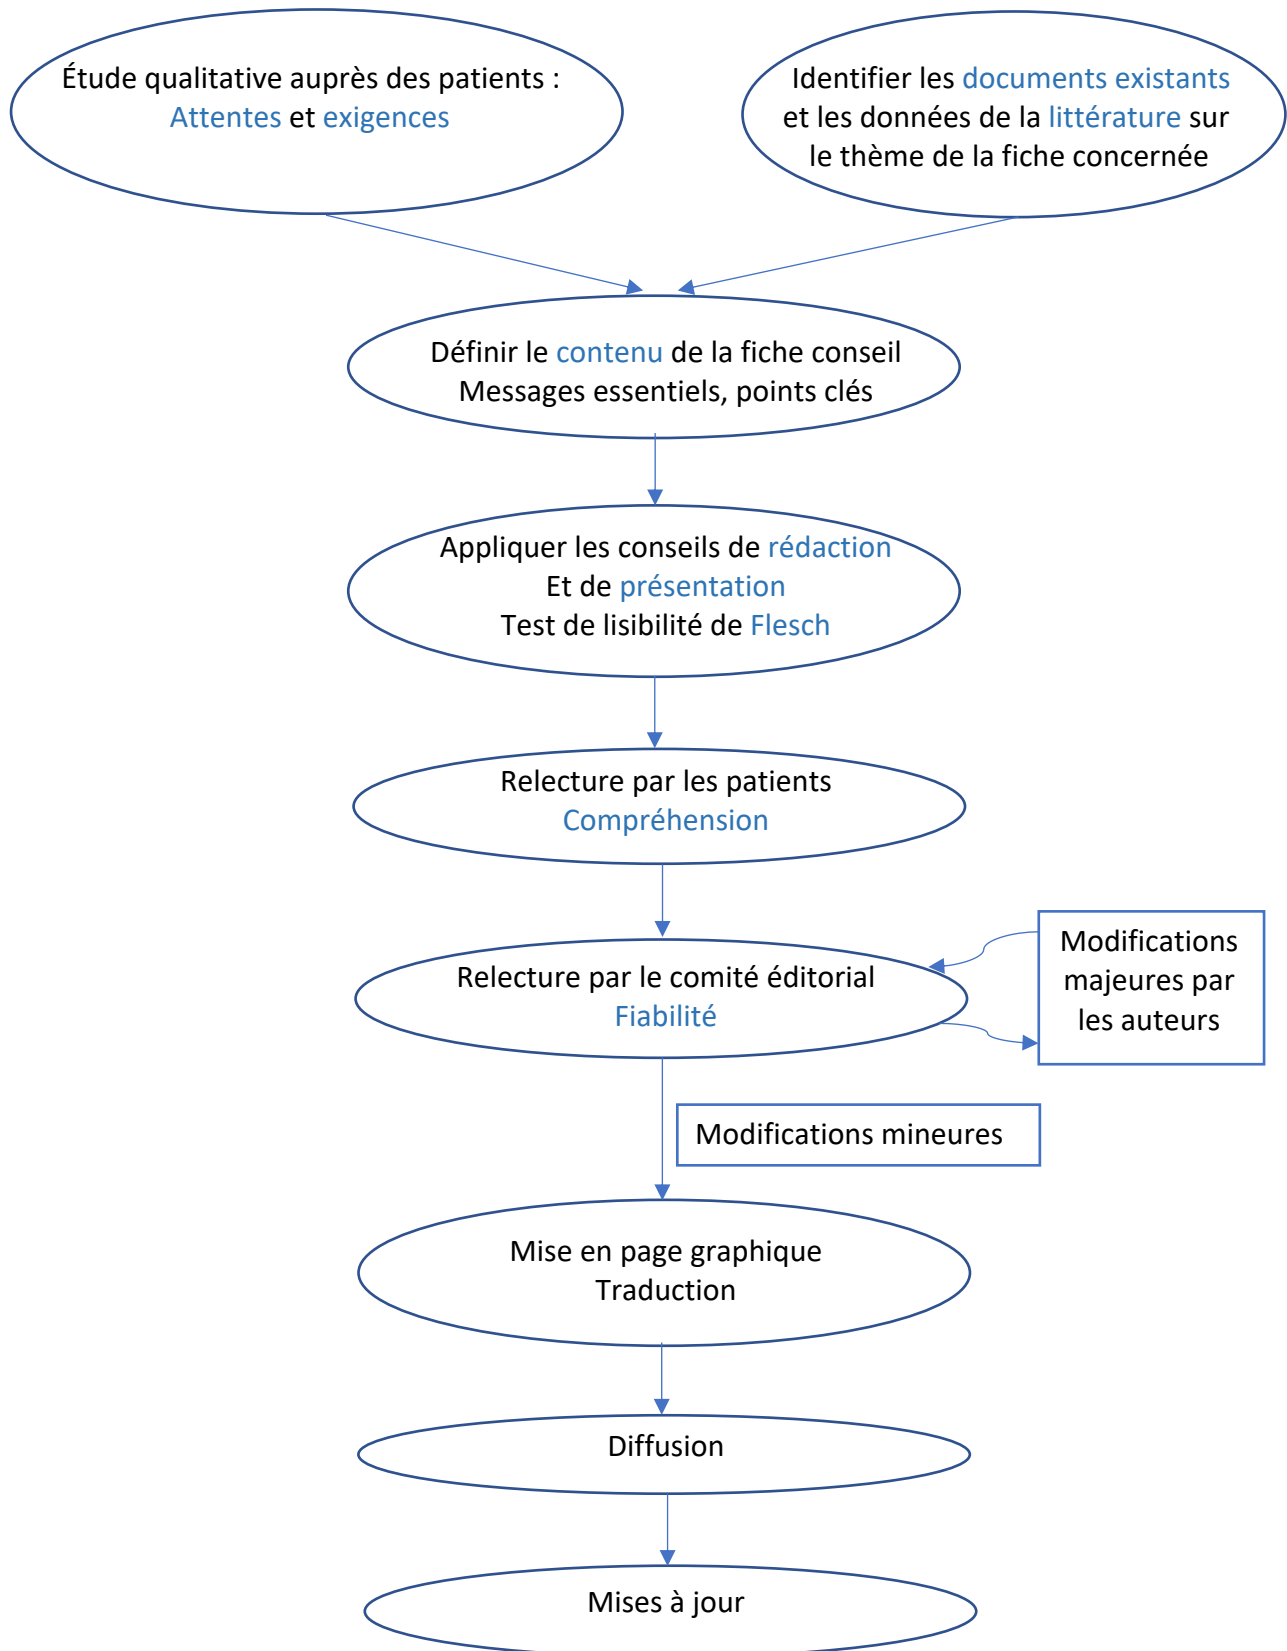 Étude qualitative auprès des patients :
Attentes et exigences
Identifier les documents existants
et les données de la littérature sur
le thème de la fiche concernée
Définir le contenu de la fiche conseil
Messages essentiels, points clés
Appliquer les conseils de rédaction
Et de présentation
Test de lisibilité de Flesch
Relecture par les patients
Compréhension
Relecture par le comité éditorial
Fiabilité
Modifications
majeures par
les auteurs
Modifications mineures
Mise en page graphique
Traduction
Diffusion
Mises à jour